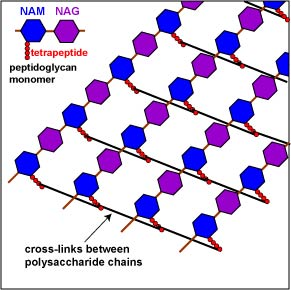 NAM NAG
tetrapeptide
peptidoglycan
monomer
cross-links between
polysaccharide chains